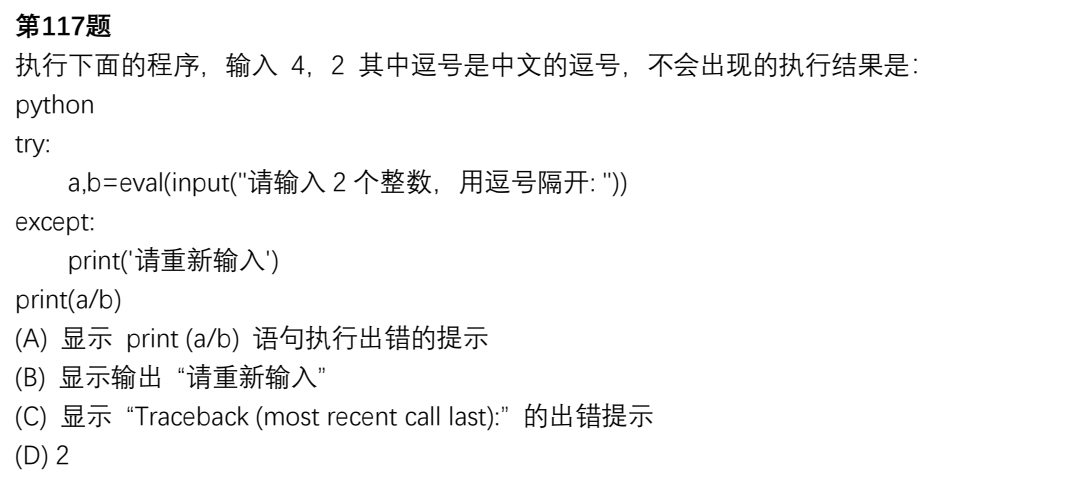 第117题
执行下面的程序，输入 4，2 其中逗号是中文的逗号，不会出现的执行结果是：
python
try:
    a,b=eval(input("请输入 2 个整数，用逗号隔开: "))
except:
    print('请重新输入')
print(a/b)
(A) 显示 print (a/b) 语句执行出错的提示
(B) 显示输出 “请重新输入”
(C) 显示 “Traceback (most recent call last):” 的出错提示
(D) 2